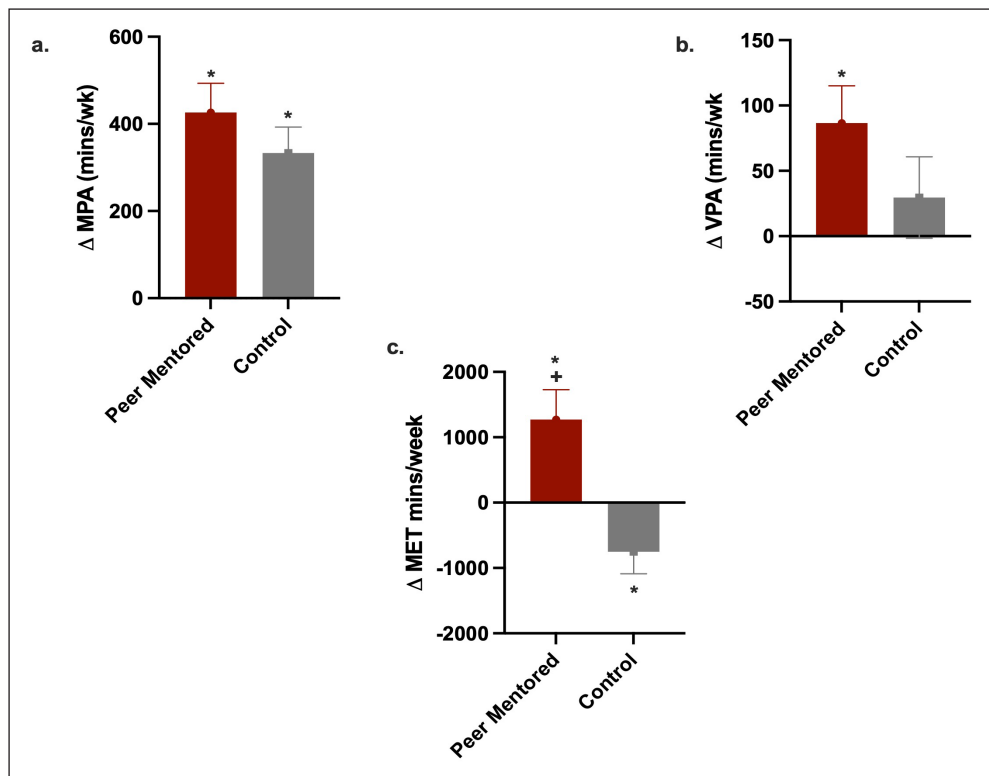 a.
Δ MPA (mins/wk)
600
400
200
0
*
*
Peer Mentored
Control
b.
Δ VPA (mins/wk
150
100
50
0
-50
*
Peer Mentored
Control
c.
Δ MET mins/week
2000
1000
0
-1000
-2000
*
+
*
Peer Mentored
Control